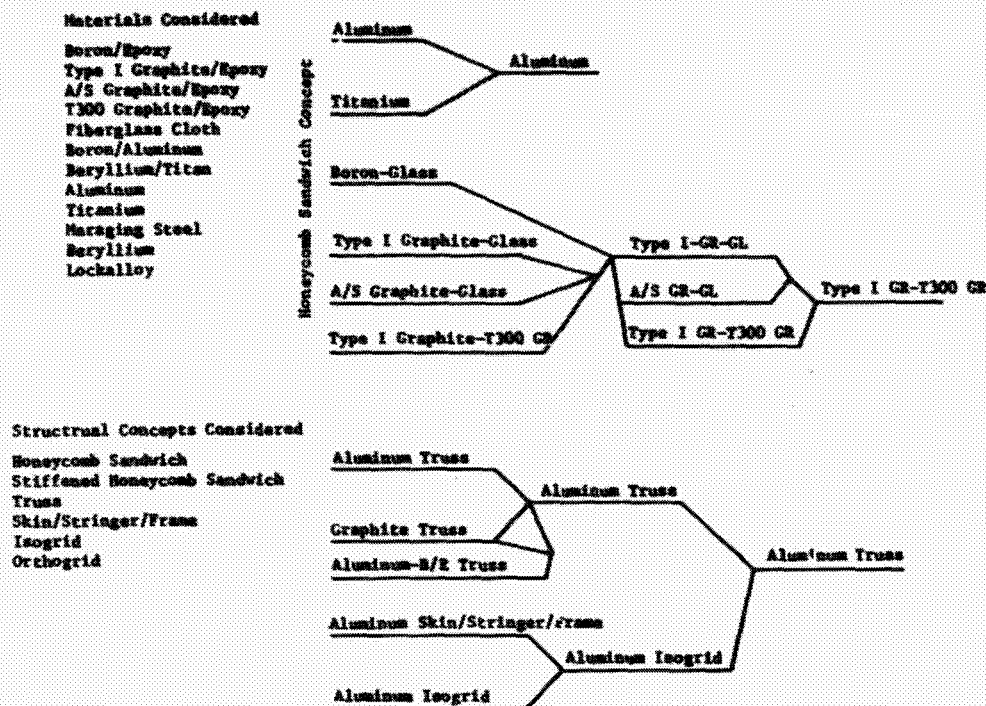 Materials Considered
Boron/Epoxy
Type I Graphite/Epoxy
A/S Graphite/Epoxy
T300 Graphite/Epoxy
Fiberglass Cloth
Boron/Aluminum
Beryllium/Titan
Aluminum
Titanium
Maraging Steel
Beryllium
Lockalloy
Honeycomb Sandwich Concept
Aluminum
Titanium
Aluminum
Boron-Glass
Type I Graphite-Glass
A/S Graphite-Glass
Type I Graphite-T300 GR
Type I-GR-GL
A/S GR-GL
Type I GR-T300 GR
Type I GR-T300 GR
Structrual Concepts Considered
Honeycomb Sandwich
Stiffened Honeycomb Sandwich
Truss
Skin/Stringer/Frame
Isogrid
Orthogrid
Aluminum Truss
Graphite Truss
Aluminum-B/E Truss
Aluminum Truss
Aluminum Skin/Stringer/Frame
Aluminum Isogrid
Aluminum Isogrid
Aluminum Truss